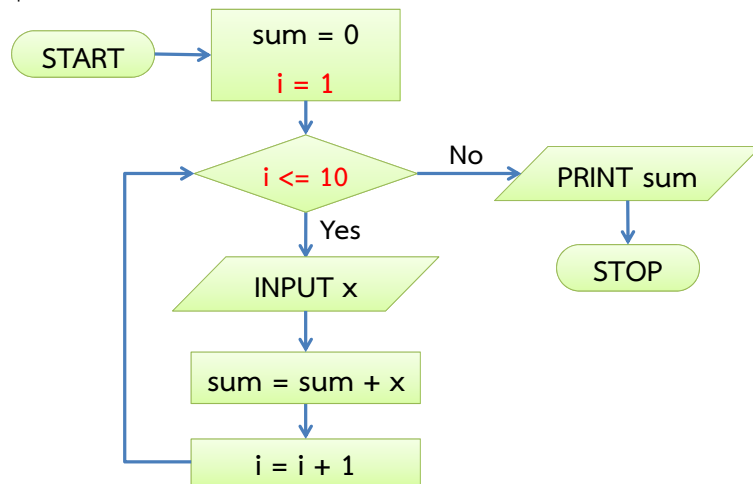 START
sum = 0
i = 1
i <= 10
No
PRINT sum
Yes
STOP
INPUT x
sum = sum + x
i = i + 1